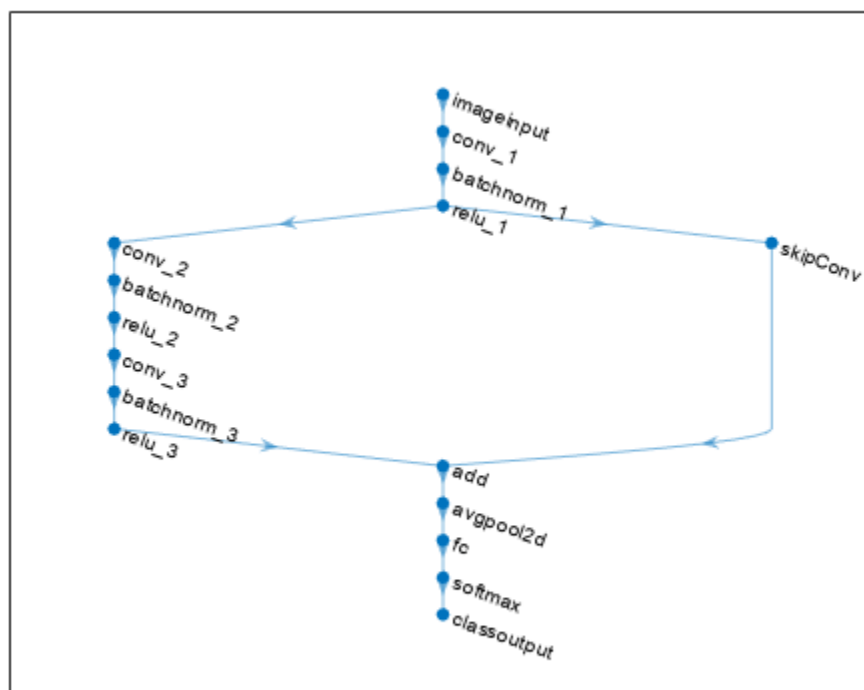 imageinput
conv_1
batchnorm_1
relu_1
conv_2
batchnorm_2
relu_2
conv_3
batchnorm_3
relu_3
skipConv
add
avgpool2d
fc
softmax
classoutput